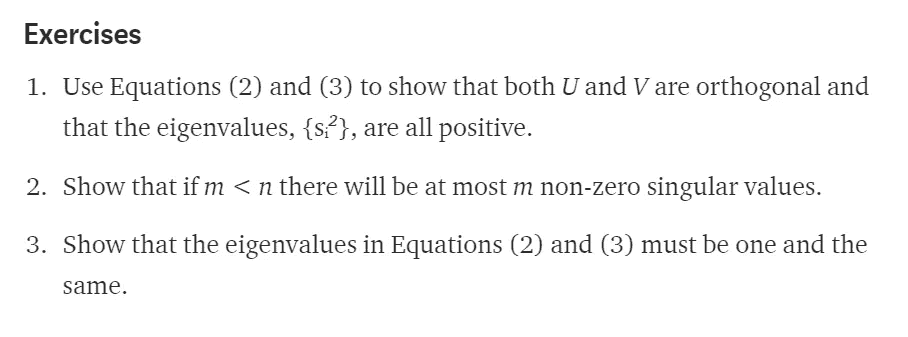 Exercises
1. Use Equations (2) and (3) to show that both U and V are orthogonal and
that the eigenvalues, {sᵢ²}, are all positive.
2. Show that if m < n there will be at most m non-zero singular values.
3. Show that the eigenvalues in Equations (2) and (3) must be one and the
same.